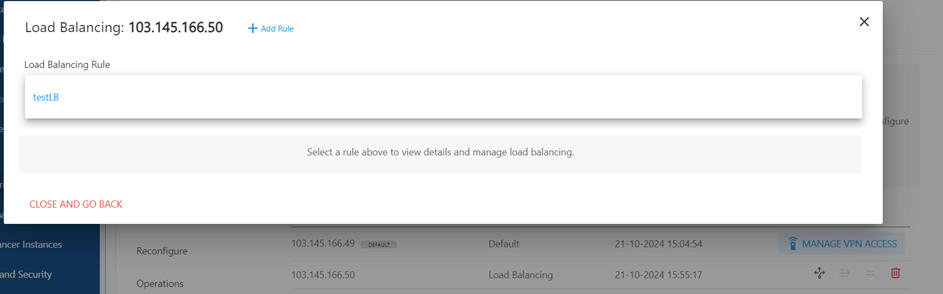 Load Balancing: 103.145.166.50
Add Rule
Load Balancing Rule
testLB
Select a rule above to view details and manage load balancing.
CLOSE AND GO BACK
figure
ancer Instances
and Security
Reconfigure
Operations
103.145.166.49 DEFAULT Default 21-10-2024 15:04:54 MANAGE VPN ACCESS
103.145.166.50 Load Balancing 21-10-2024 15:55:17